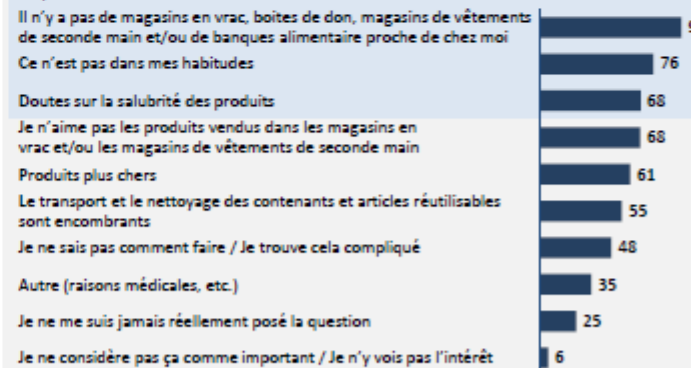 Il n'y a pas de magasins en vrac, boites de don, magasins de vêtements
de seconde main et/ou de banques alimentaire proche de chez moi
Ce n'est pas dans mes habitudes 76
Doutes sur la salubrité des produits 68
Je n'aime pas les produits vendus dans les magasins en
vrac et/ou les magasins de vêtements de seconde main 68
Produits plus chers 61
Le transport et le nettoyage des contenants et articles réutilisables
sont encombrants 55
Je ne sais pas comment faire / Je trouve cela compliqué 48
Autre (raisons médicales, etc.) 35
Je ne me suis jamais réellement posé la question 25
Je ne considère pas ça comme important / Je n'y vois pas l'intérêt 6